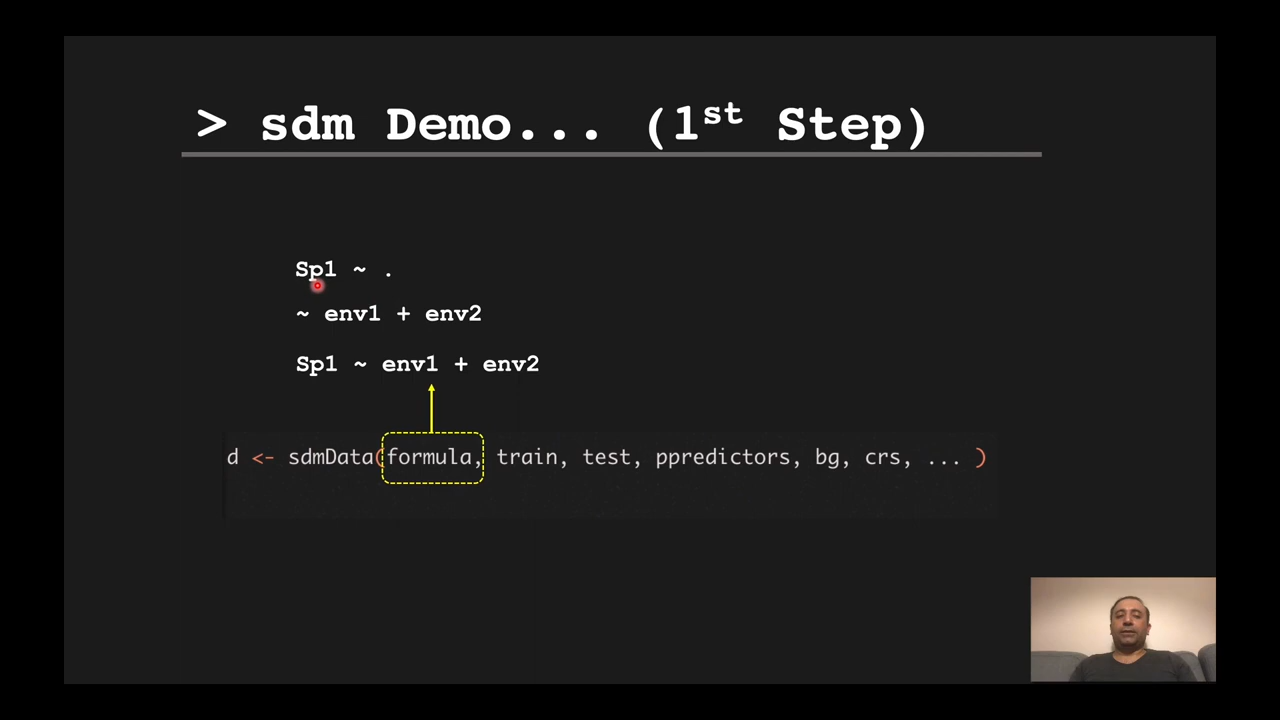 > sdm Demo... (1st Step)
Sp1 ~ .
~ env1 + env2
Sp1 ~ env1 + env2
d <- sdmData(formula, train, test, ppredictors, bg, crs, ... )